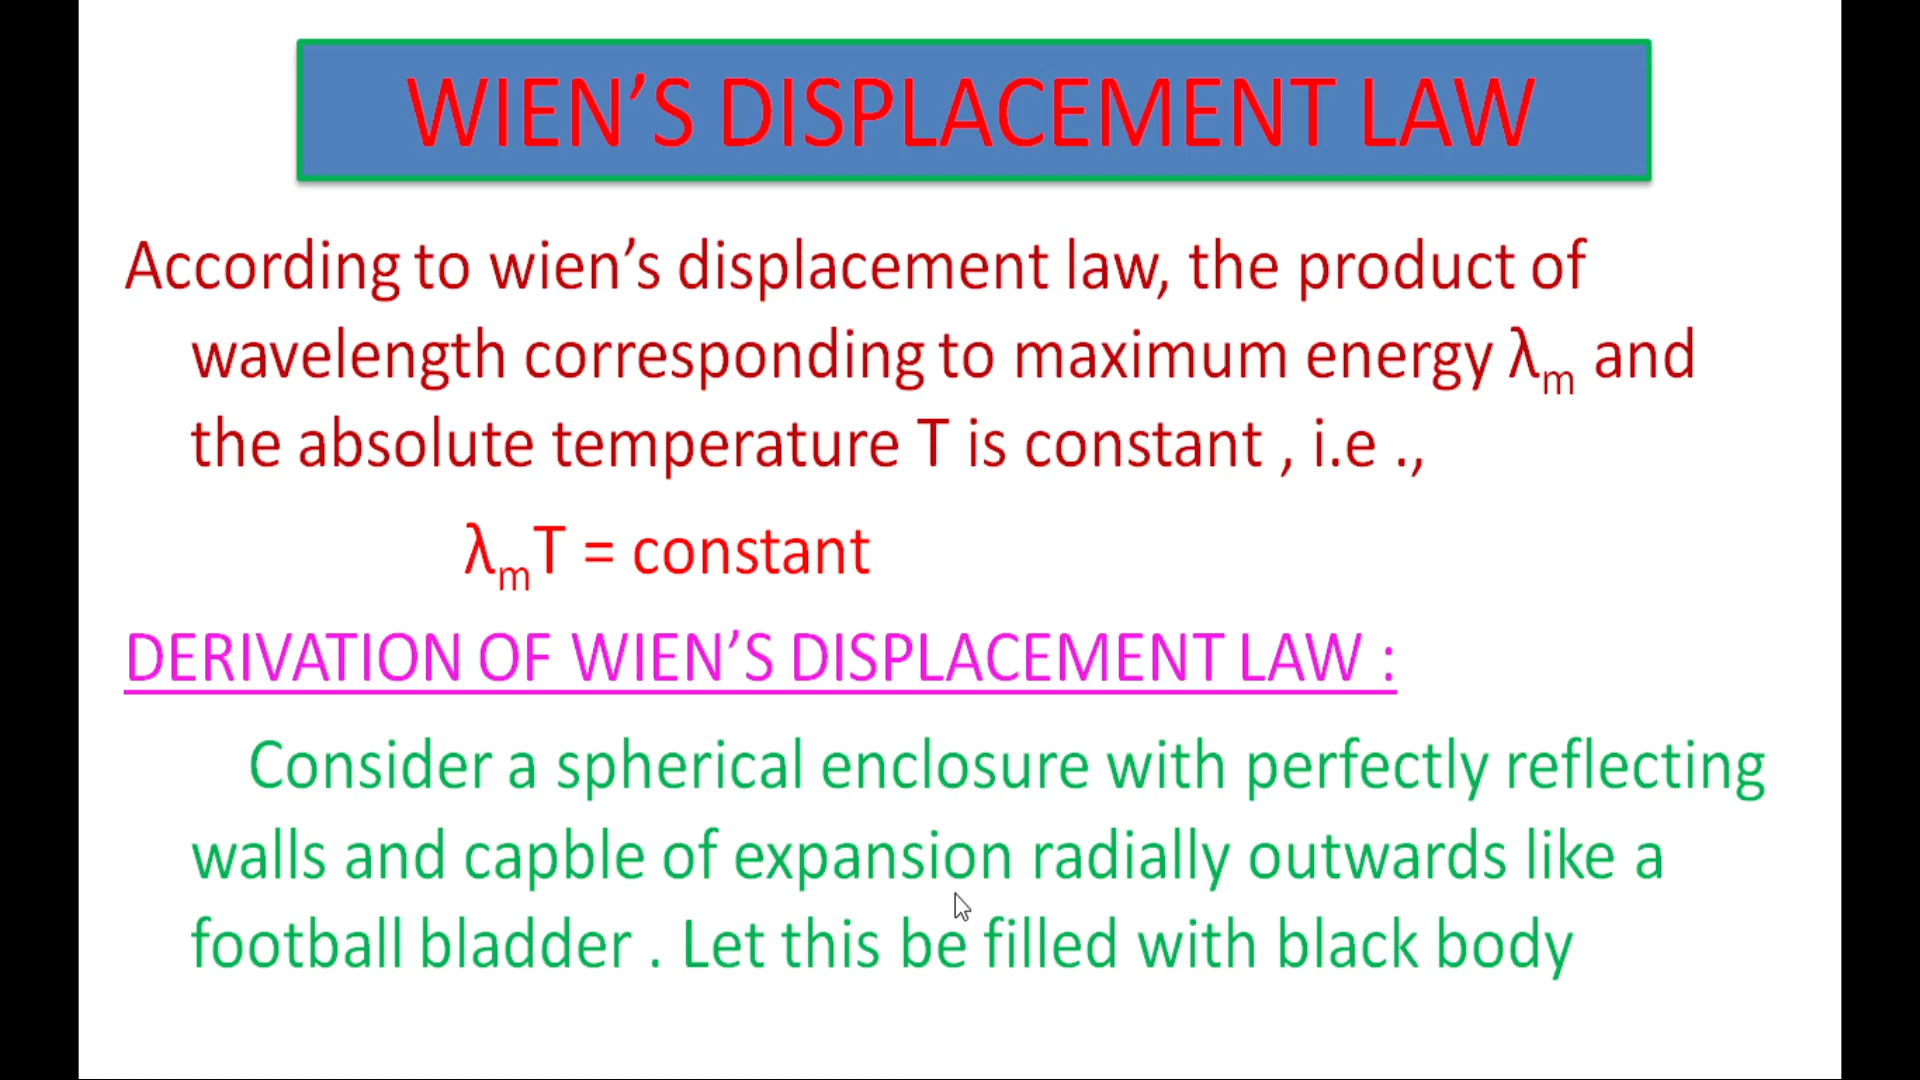 WIEN’S DISPLACEMENT LAW
According to wien’s displacement law, the product of
wavelength corresponding to maximum energy λₘ and
the absolute temperature T is constant , i.e .,
λₘT = constant
DERIVATION OF WIEN’S DISPLACEMENT LAW :
Consider a spherical enclosure with perfectly reflecting
walls and capble of expansion radially outwards like a
football bladder . Let this be filled with black body